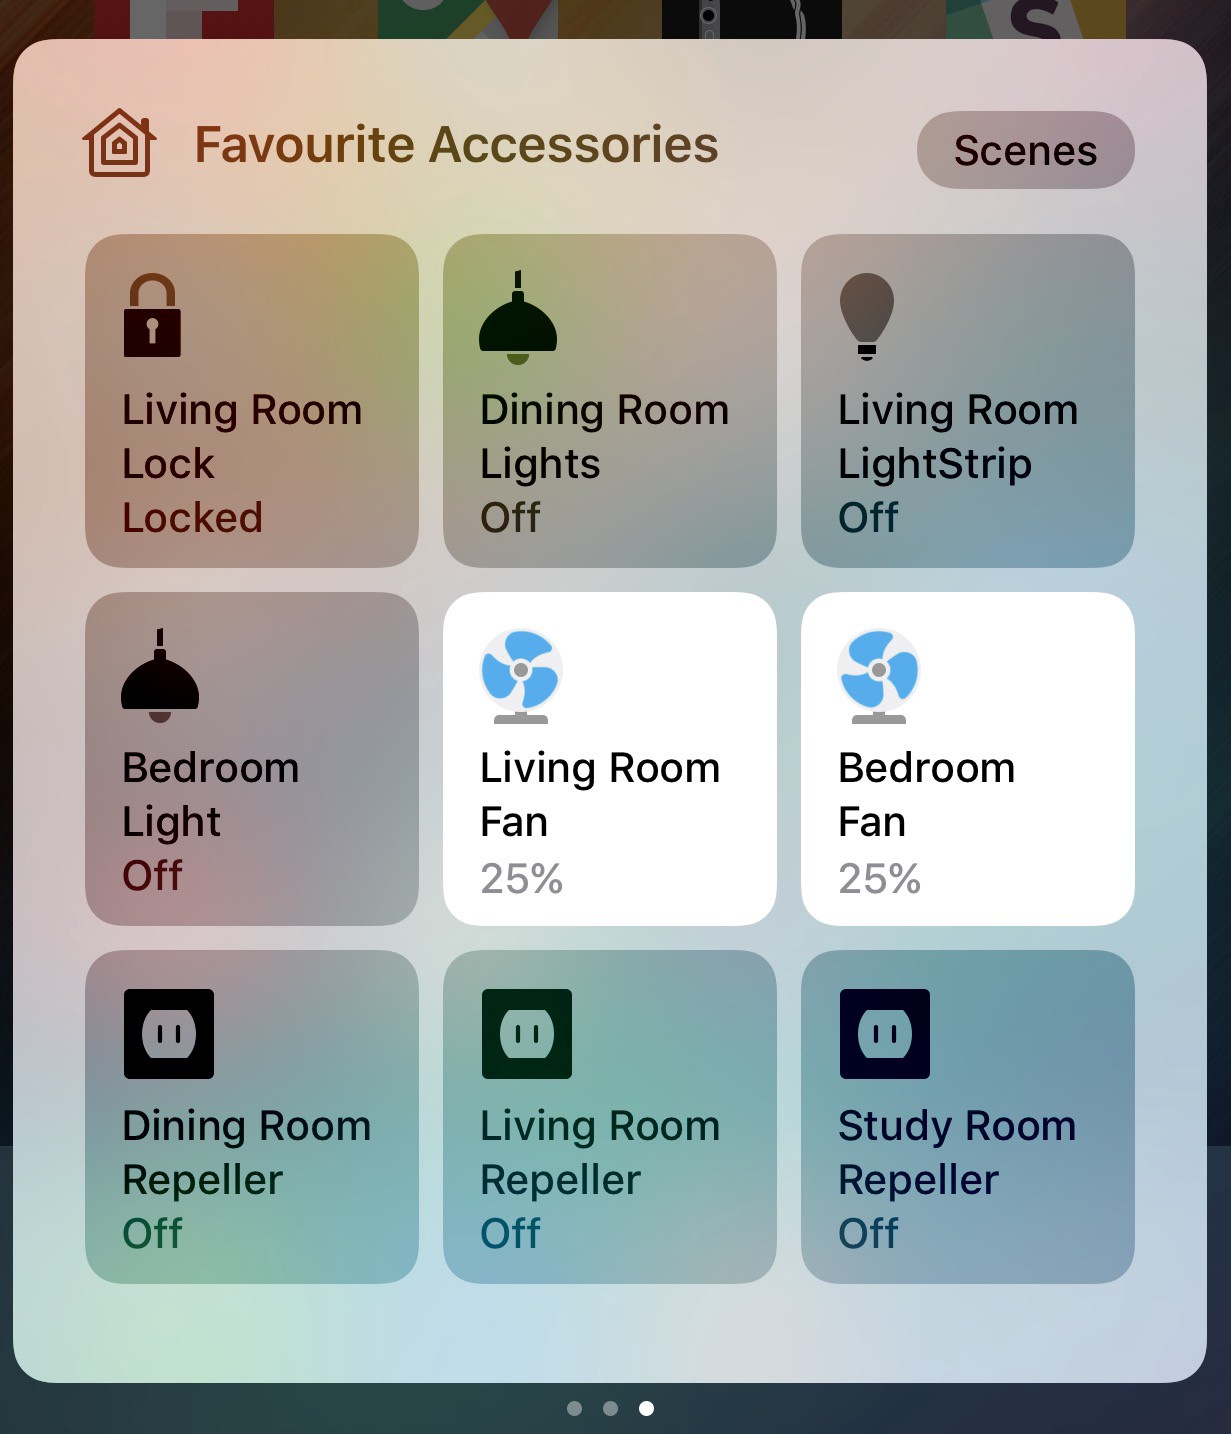 Favourite Accessories
Scenes
Living Room
Lock
Locked
Dining Room
Lights
Off
Living Room
LightStrip
Off
Bedroom
Light
Off
Living Room
Fan
25%
Bedroom
Fan
25%
Dining Room
Repeller
Off
Living Room
Repeller
Off
Study Room
Repeller
Off